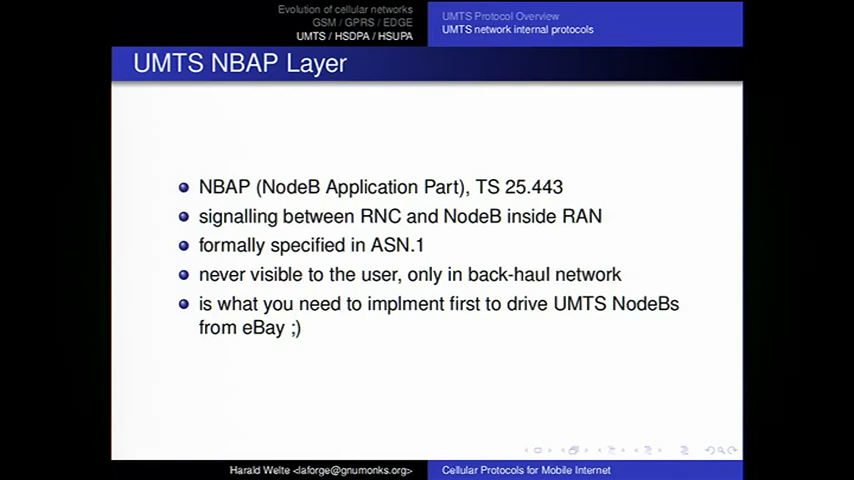 Evolution of cellular networks
GSM / GPRS / EDGE
UMTS / HSDPA / HSUPA
UMTS Protocol Overview
UMTS network internal protocols
UMTS NBAP Layer
NBAP (NodeB Application Part), TS 25.443
signalling between RNC and NodeB inside RAN
formally specified in ASN.1
never visible to the user, only in back-haul network
is what you need to implment first to drive UMTS NodeBs
from eBay ;)
Harald Welte <laforge@gnumonks.org>
Cellular Protocols for Mobile Internet